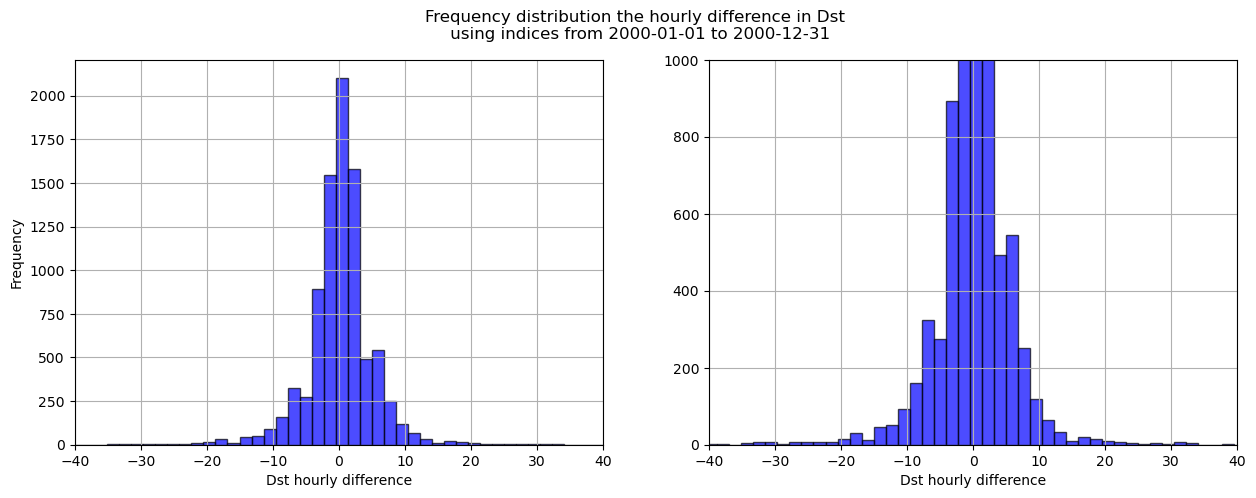 Frequency distribution the hourly difference in Dst
using indices from 2000-01-01 to 2000-12-31
2000
1750
1500
1250
1000
750
500
250
0
Frequency
−40 −30 −20 −10 0 10 20 30 40
Dst hourly difference
1000
800
600
400
200
0
−40 −30 −20 −10 0 10 20 30 40
Dst hourly difference